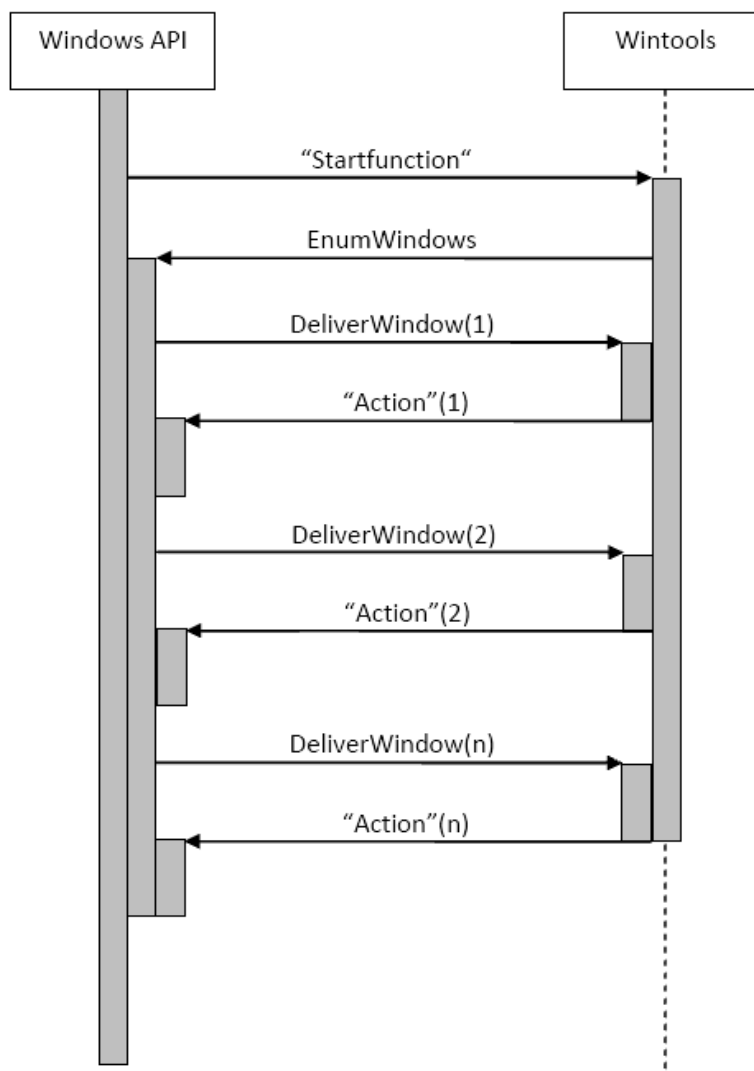 Windows API
Wintools
“Startfunction“
EnumWindows
DeliverWindow(1)
“Action”(1)
DeliverWindow(2)
“Action”(2)
DeliverWindow(n)
“Action”(n)